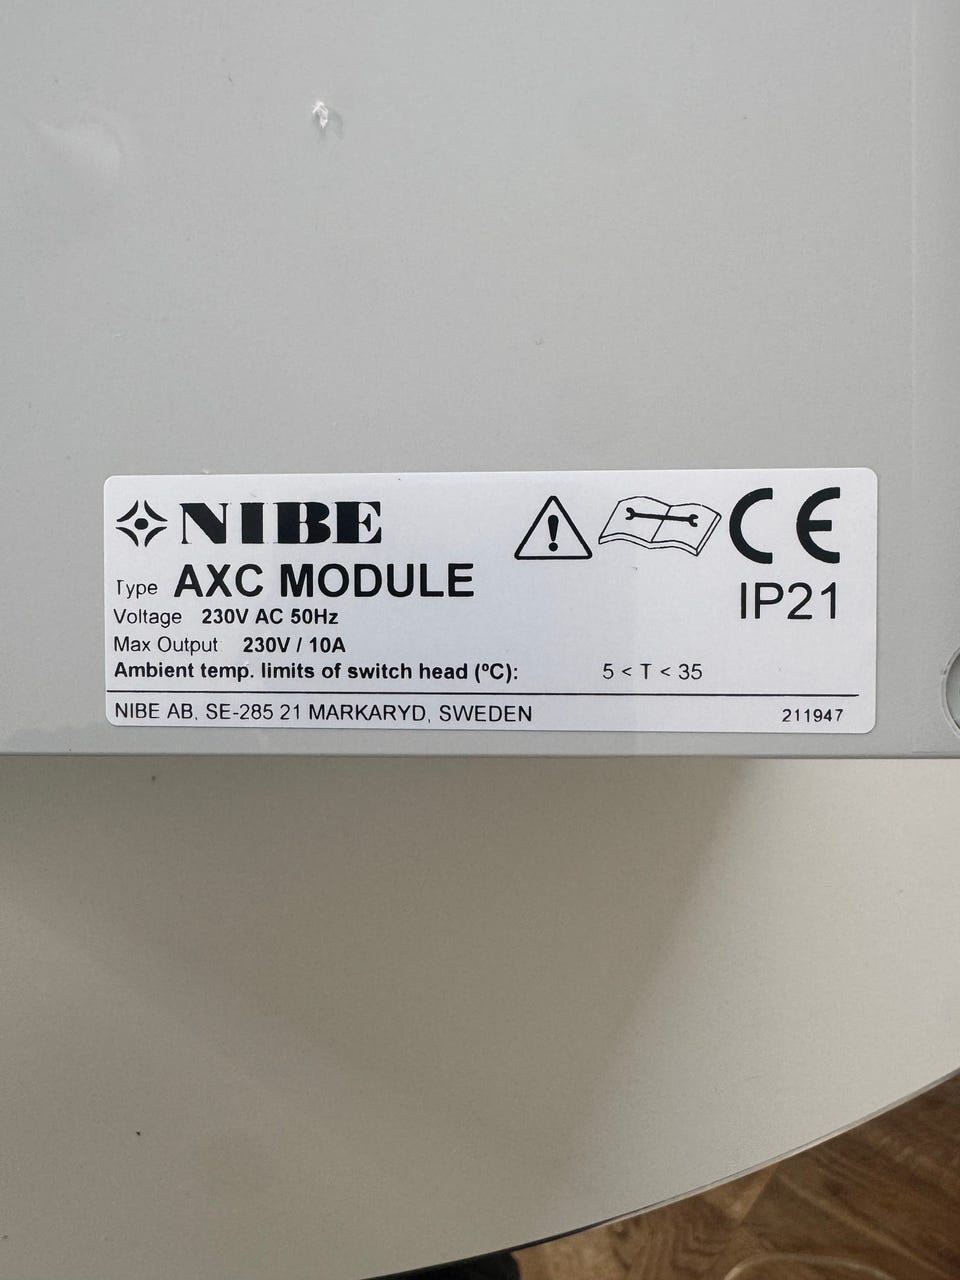 NIBE
Type AXC MODULE
IP21
Voltage 230V AC 50Hz
Max Output 230V / 10A
Ambient temp. limits of switch head (ºC): 5 < T < 35
NIBE AB, SE-285 21 MARKARYD, SWEDEN 211947